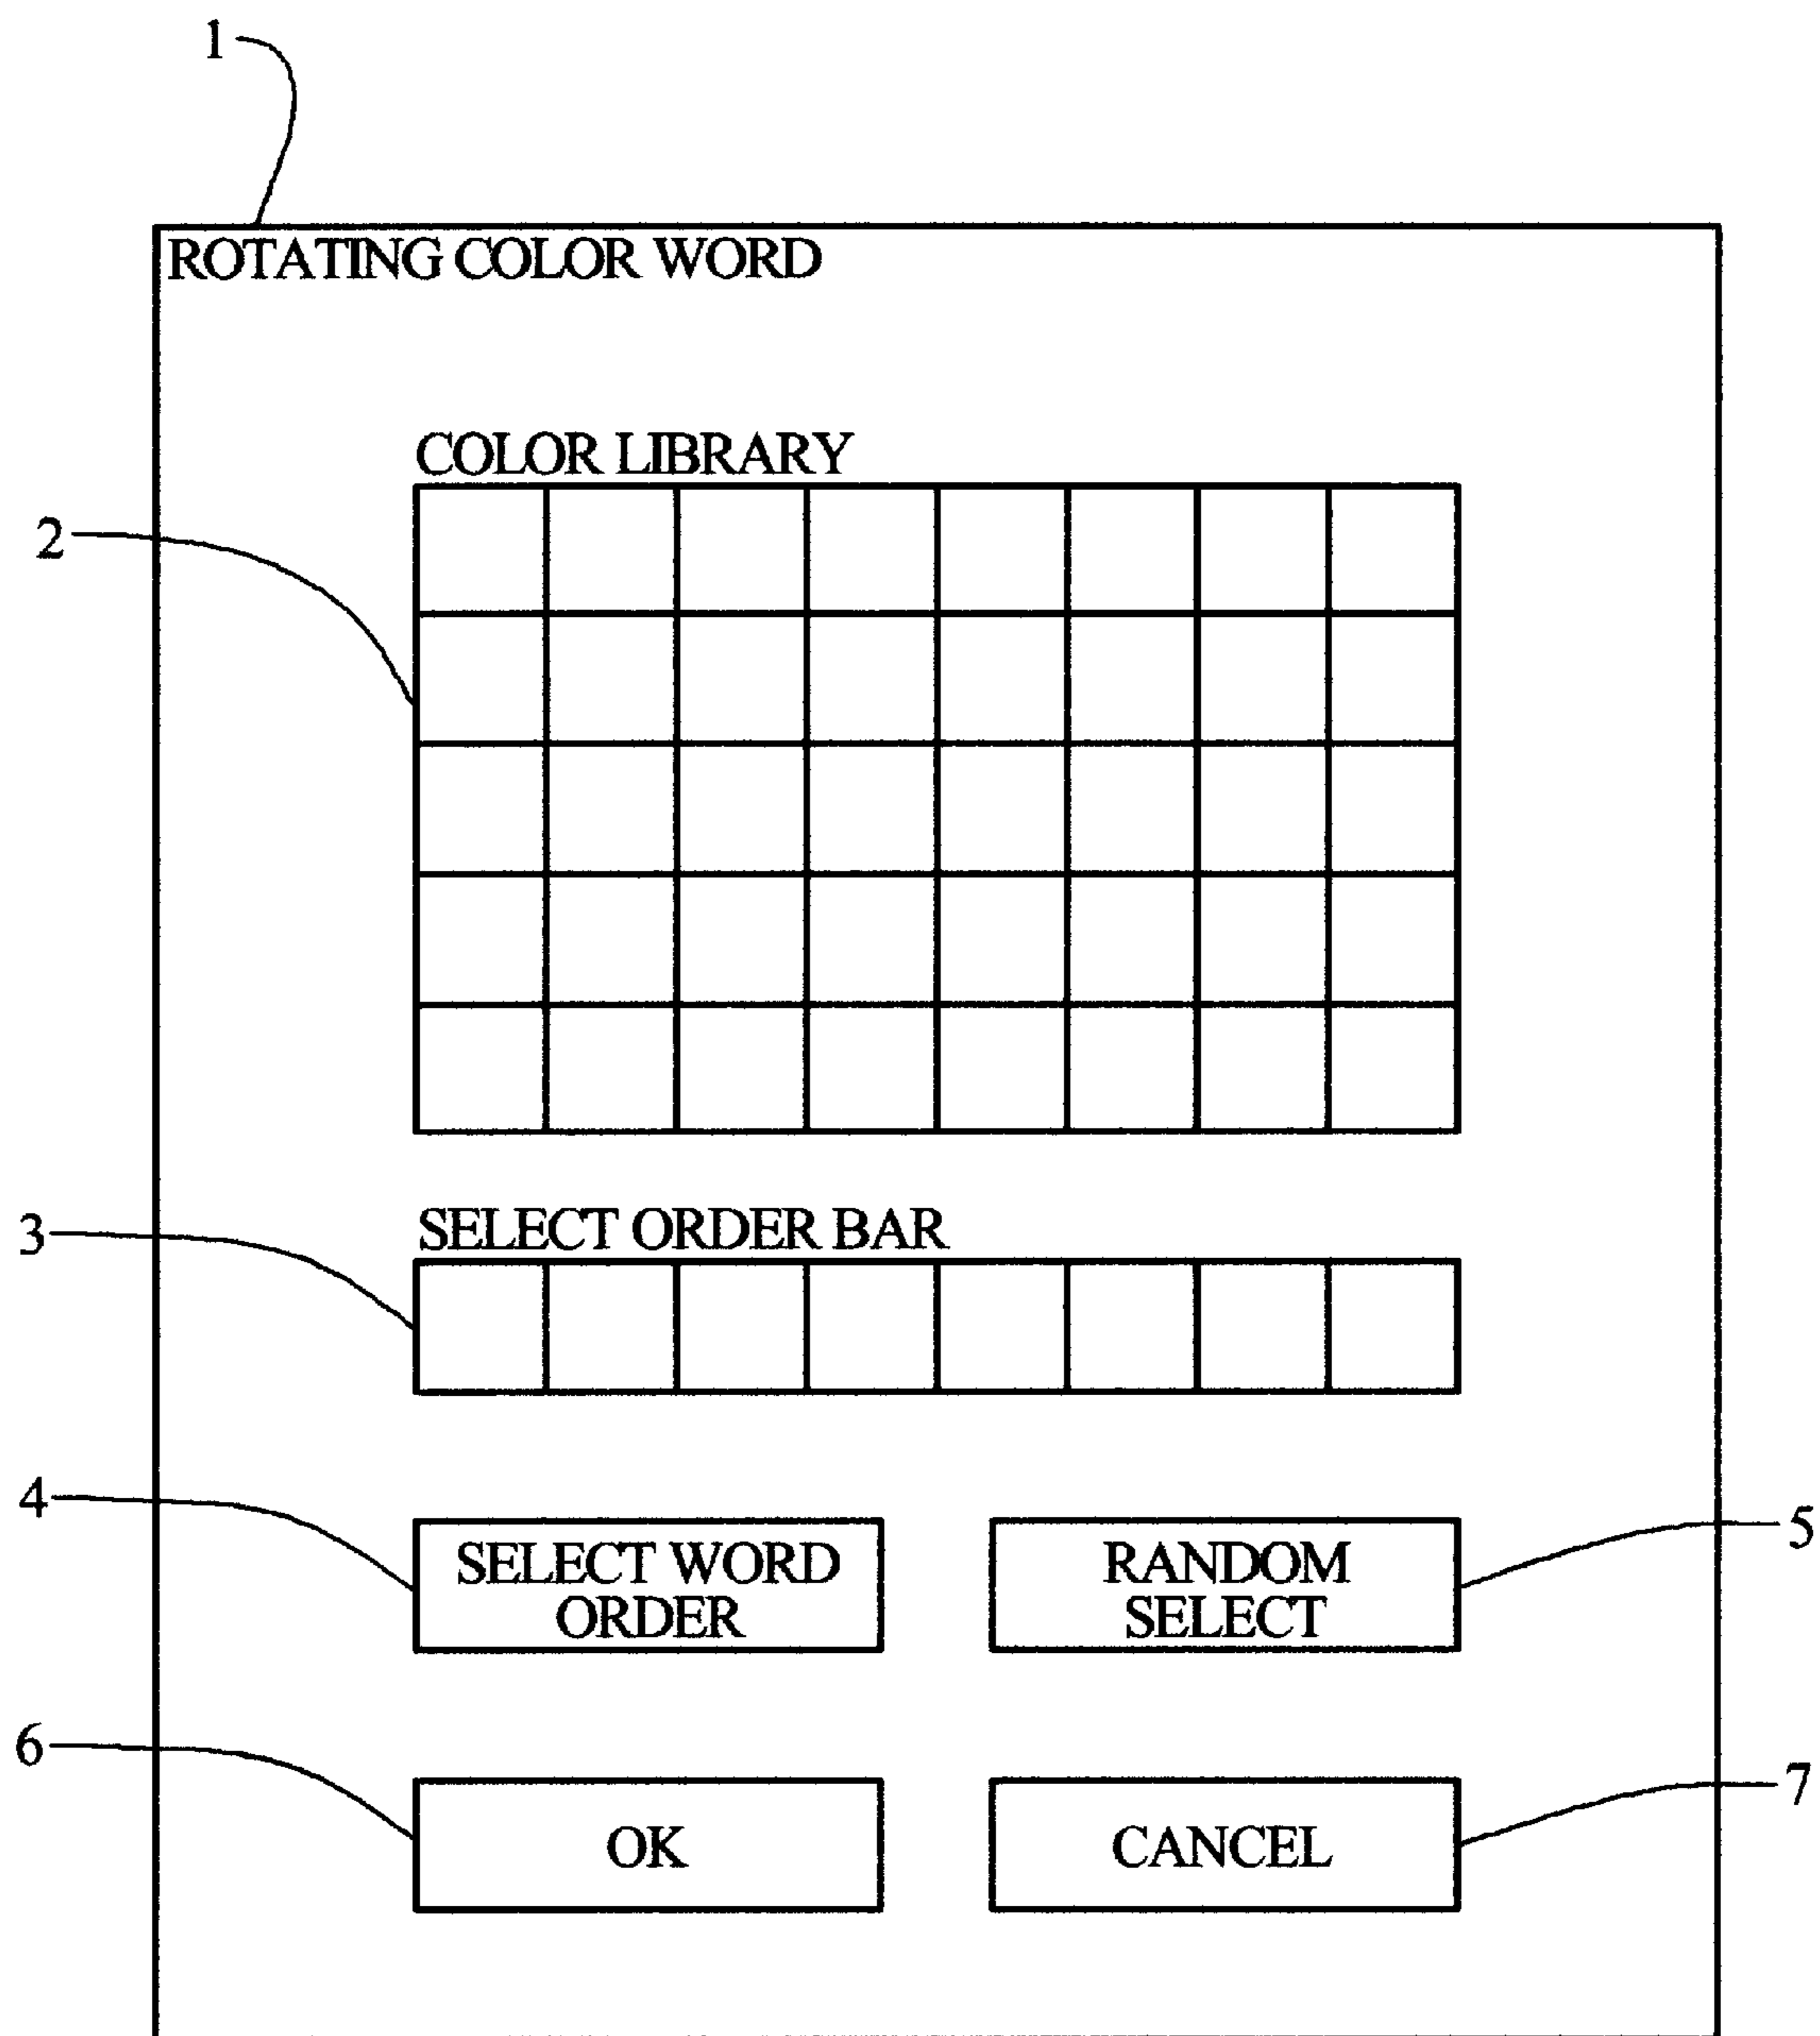 1
ROTATING COLOR WORD
COLOR LIBRARY
2
3
SELECT ORDER BAR
4
SELECT WORD
ORDER
RANDOM
SELECT
5
6
OK
CANCEL
7